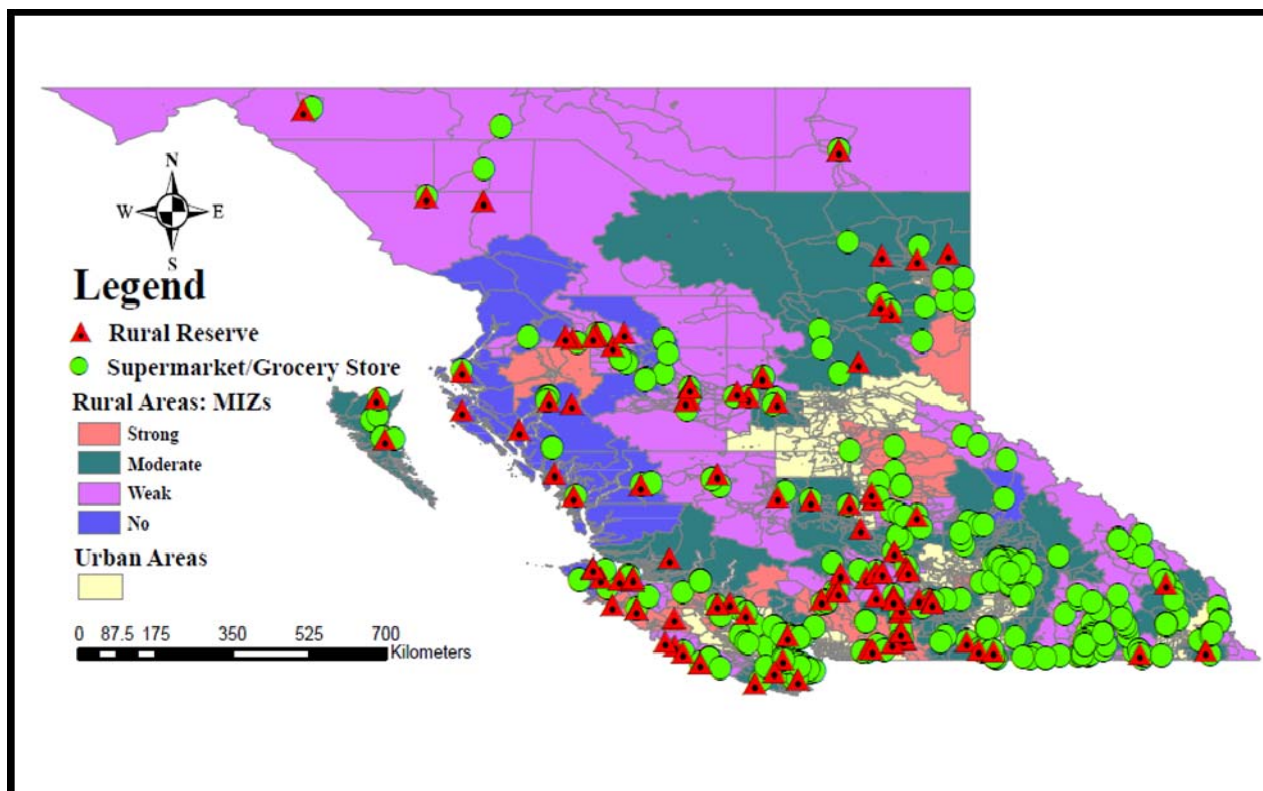 N
W E
S
Legend
Rural Reserve
Supermarket/Grocery Store
Rural Areas: MIZs
Strong
Moderate
Weak
No
Urban Areas
0 87.5 175 350 525 700
Kilometers